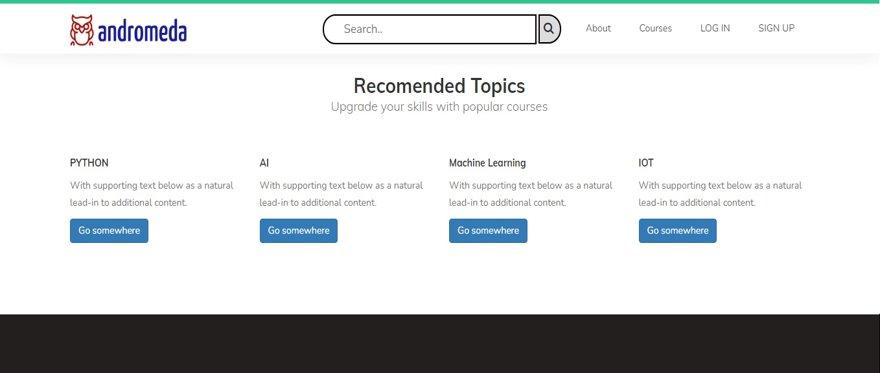 andromeda
Search..
About
Courses
LOG IN
SIGN UP
Recomended Topics
Upgrade your skills with popular courses
PYTHON
With supporting text below as a natural
lead-in to additional content.
Go somewhere
AI
With supporting text below as a natural
lead-in to additional content.
Go somewhere
Machine Learning
With supporting text below as a natural
lead-in to additional content.
Go somewhere
IOT
With supporting text below as a natural
lead-in to additional content.
Go somewhere